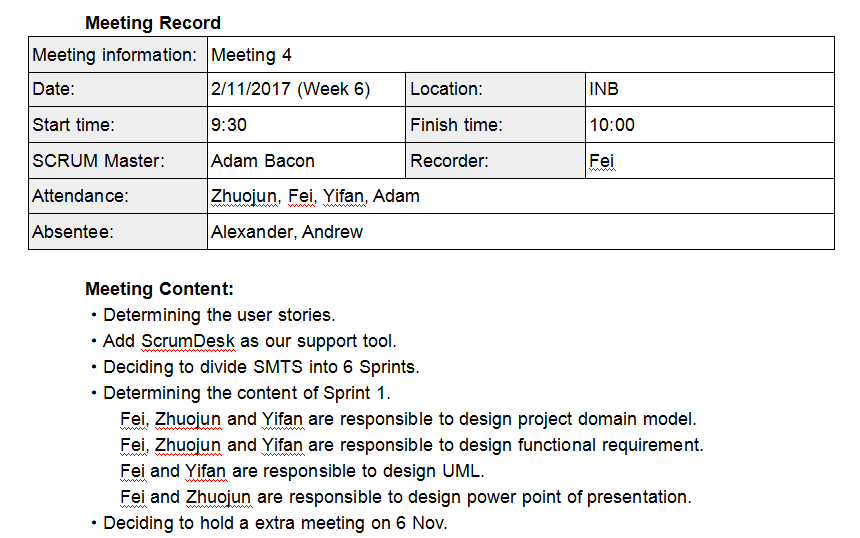 Meeting Record
Meeting information: Meeting 4
Date: 2/11/2017 (Week 6) Location: INB
Start time: 9:30 Finish time: 10:00
SCRUM Master: Adam Bacon Recorder: Fei
Attendance: Zhuojun, Fei, Yifan, Adam
Absentee: Alexander, Andrew
Meeting Content:
• Determining the user stories.
• Add ScrumDesk as our support tool.
• Deciding to divide SMTS into 6 Sprints.
• Determining the content of Sprint 1.
Fei, Zhuojun and Yifan are responsible to design project domain model.
Fei, Zhuojun and Yifan are responsible to design functional requirement.
Fei and Yifan are responsible to design UML.
Fei and Zhuojun are responsible to design power point of presentation.
• Deciding to hold a extra meeting on 6 Nov.